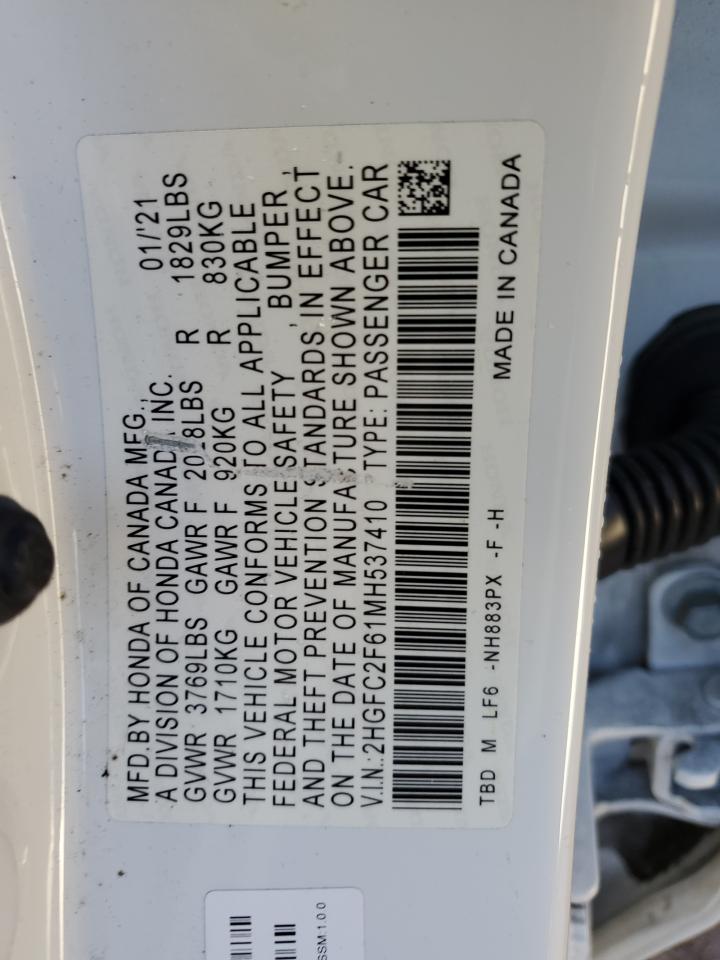 MFD.BY HONDA OF CANADA MFG.,
A DIVISION OF HONDA CANADA INC. 01/'21
GVWR 3769LBS GAWR F 2028LBS R 1829LBS
GVWR 1710KG GAWR F 920KG R 830KG
THIS VEHICLE CONFORMS TO ALL APPLICABLE
FEDERAL MOTOR VEHICLE SAFETY , BUMPER ,
AND THEFT PREVENTION STANDARDS IN EFFECT
ON THE DATE OF MANUFACTURE SHOWN ABOVE.
V.I.N.:2HGFC2F61MH537410 TYPE: PASSENGER CAR
TBD M LF6 -NH883PX -F -H MADE IN CANADA